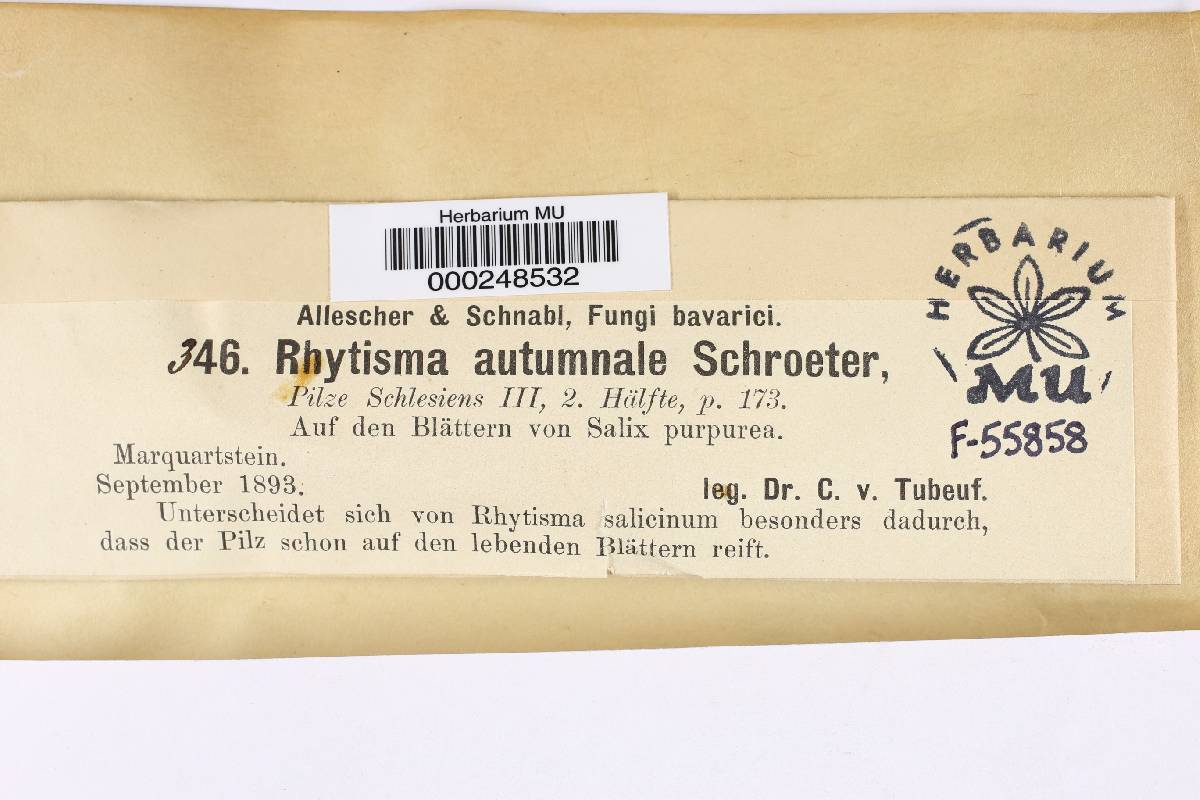 Herbarium MU
000248532
HERBARIUM
MU
F-55858
Allescher & Schnabl, Fungi bavarici.
346. Rhytisma autumnale Schroeter,
Pilze Schlesiens III, 2. Hälfte, p. 173.
Auf den Blättern von Salix purpurea.
Marquartstein.
September 1893.
leg. Dr. C. v. Tubeuf.
Unterscheidet sich von Rhytisma salicinum besonders dadurch,
dass der Pilz schon auf den lebenden Blättern reift.